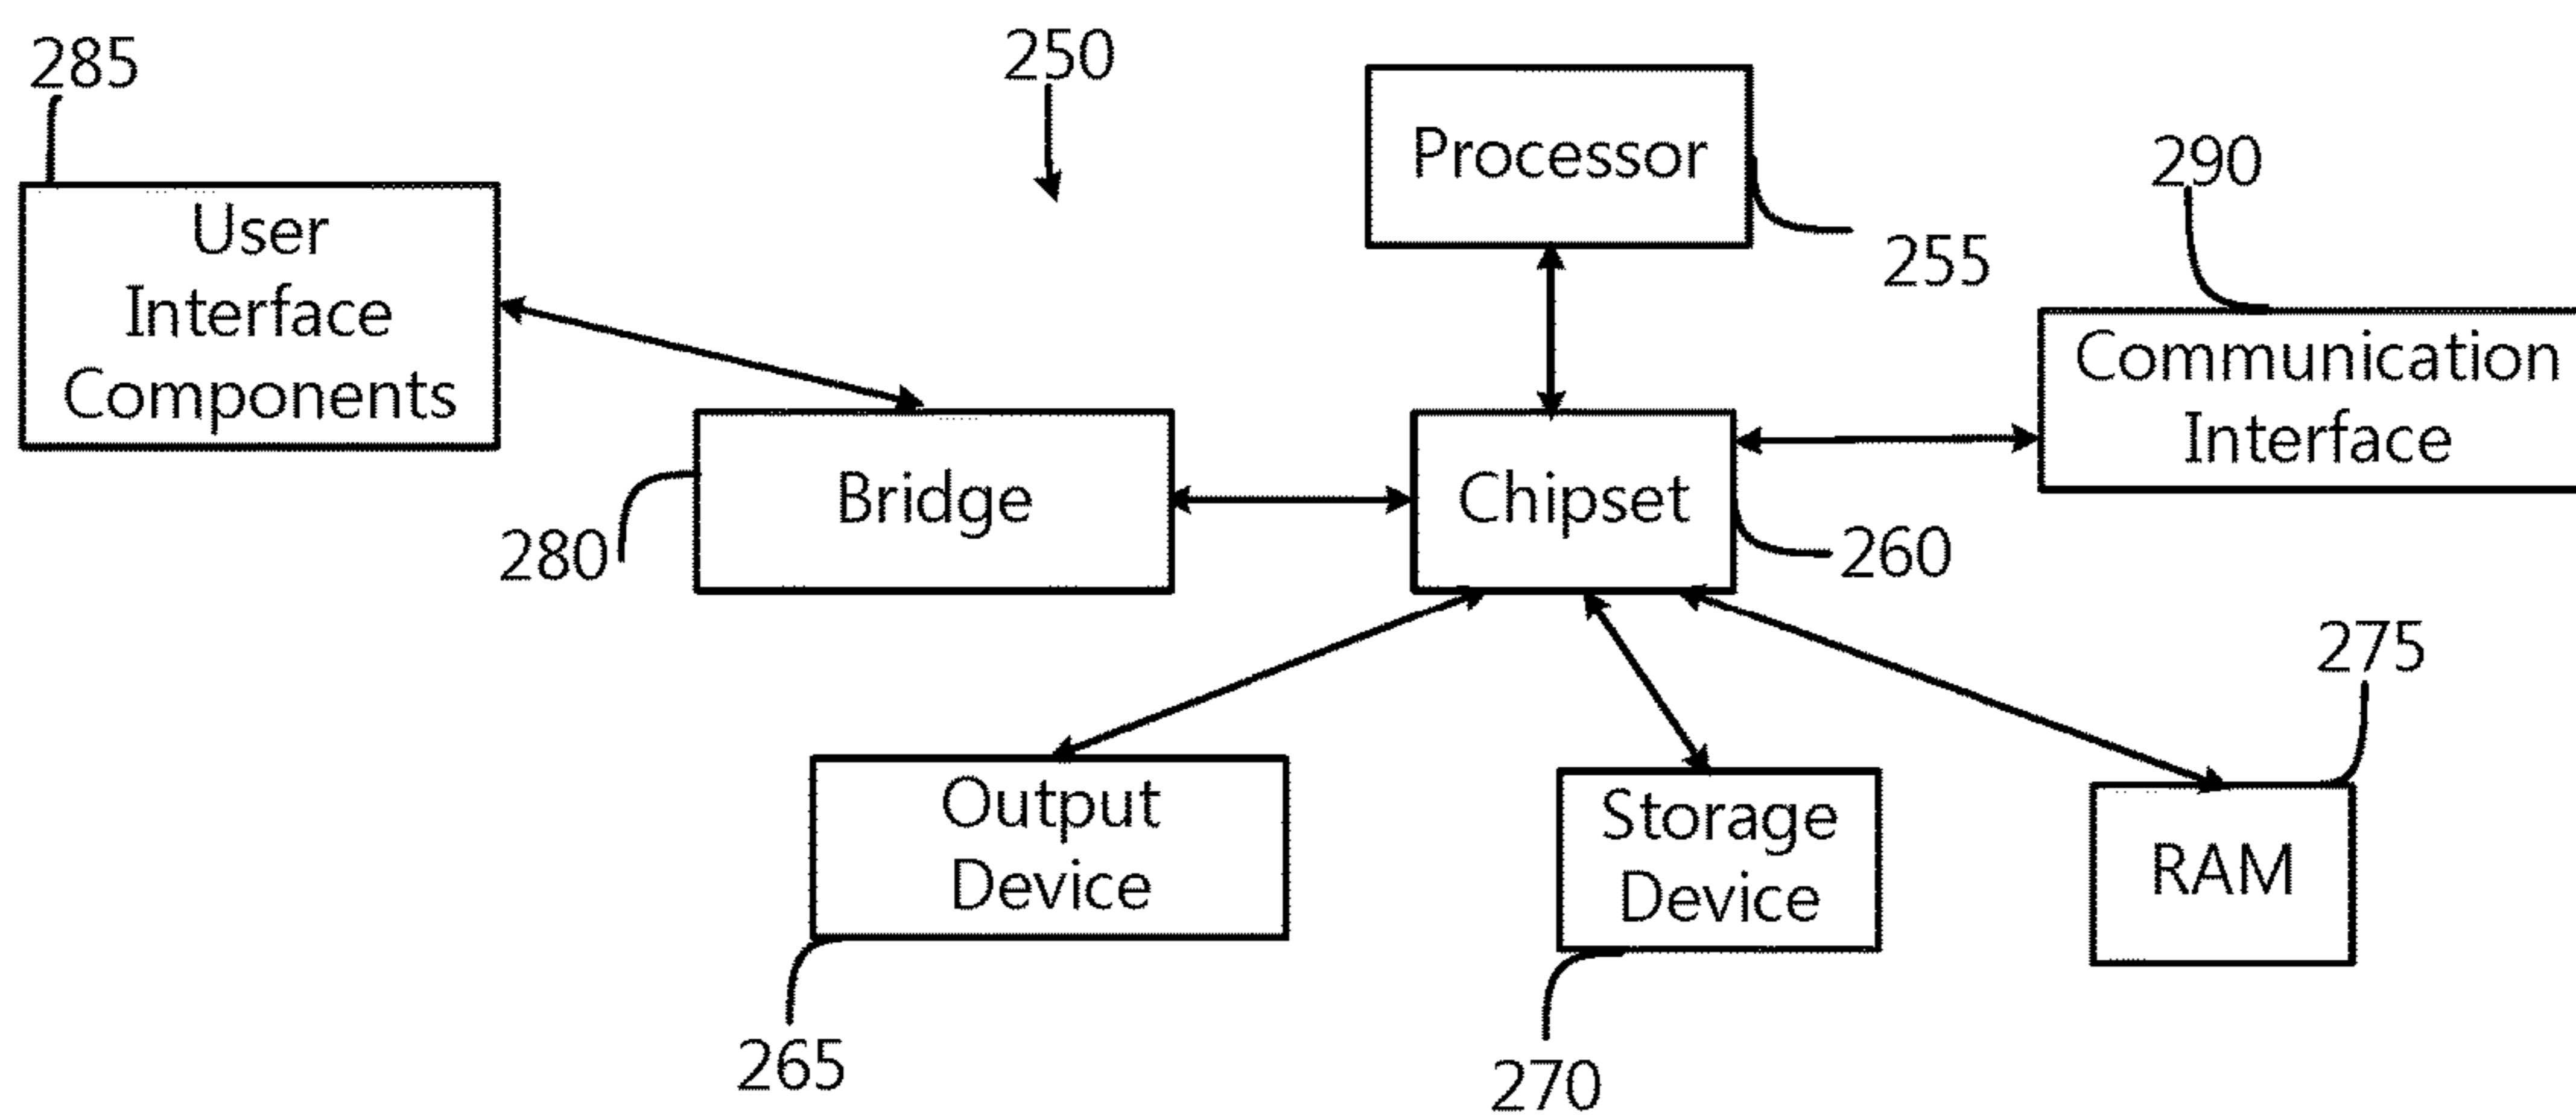 285
250
Processor
290
255
User
Interface
Components
Communication
Interface
Bridge
Chipset
280
260
275
Output
Device
Storage
Device
RAM
265
270